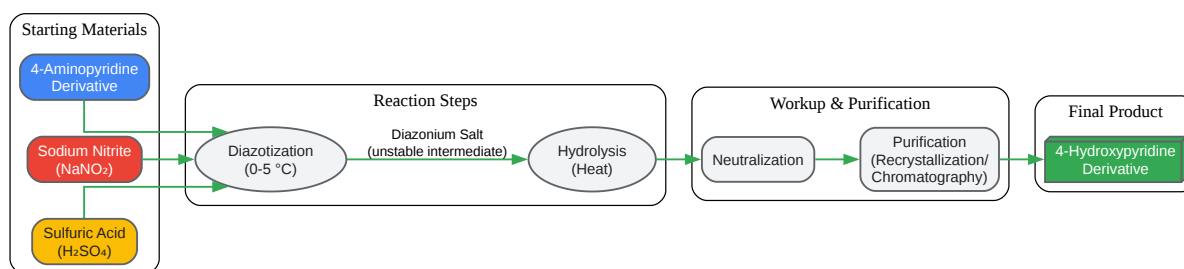 Starting Materials
4-Aminopyridine
Derivative
Sodium Nitrite
(NaNO₂)
Sulfuric Acid
(H₂SO₄)
Reaction Steps
Diazotization
(0-5 °C)
Diazonium Salt
(unstable intermediate)
Hydrolysis
(Heat)
Workup & Purification
Neutralization
Purification
(Recrystallization/
Chromatography)
Final Product
4-Hydroxypyridine
Derivative